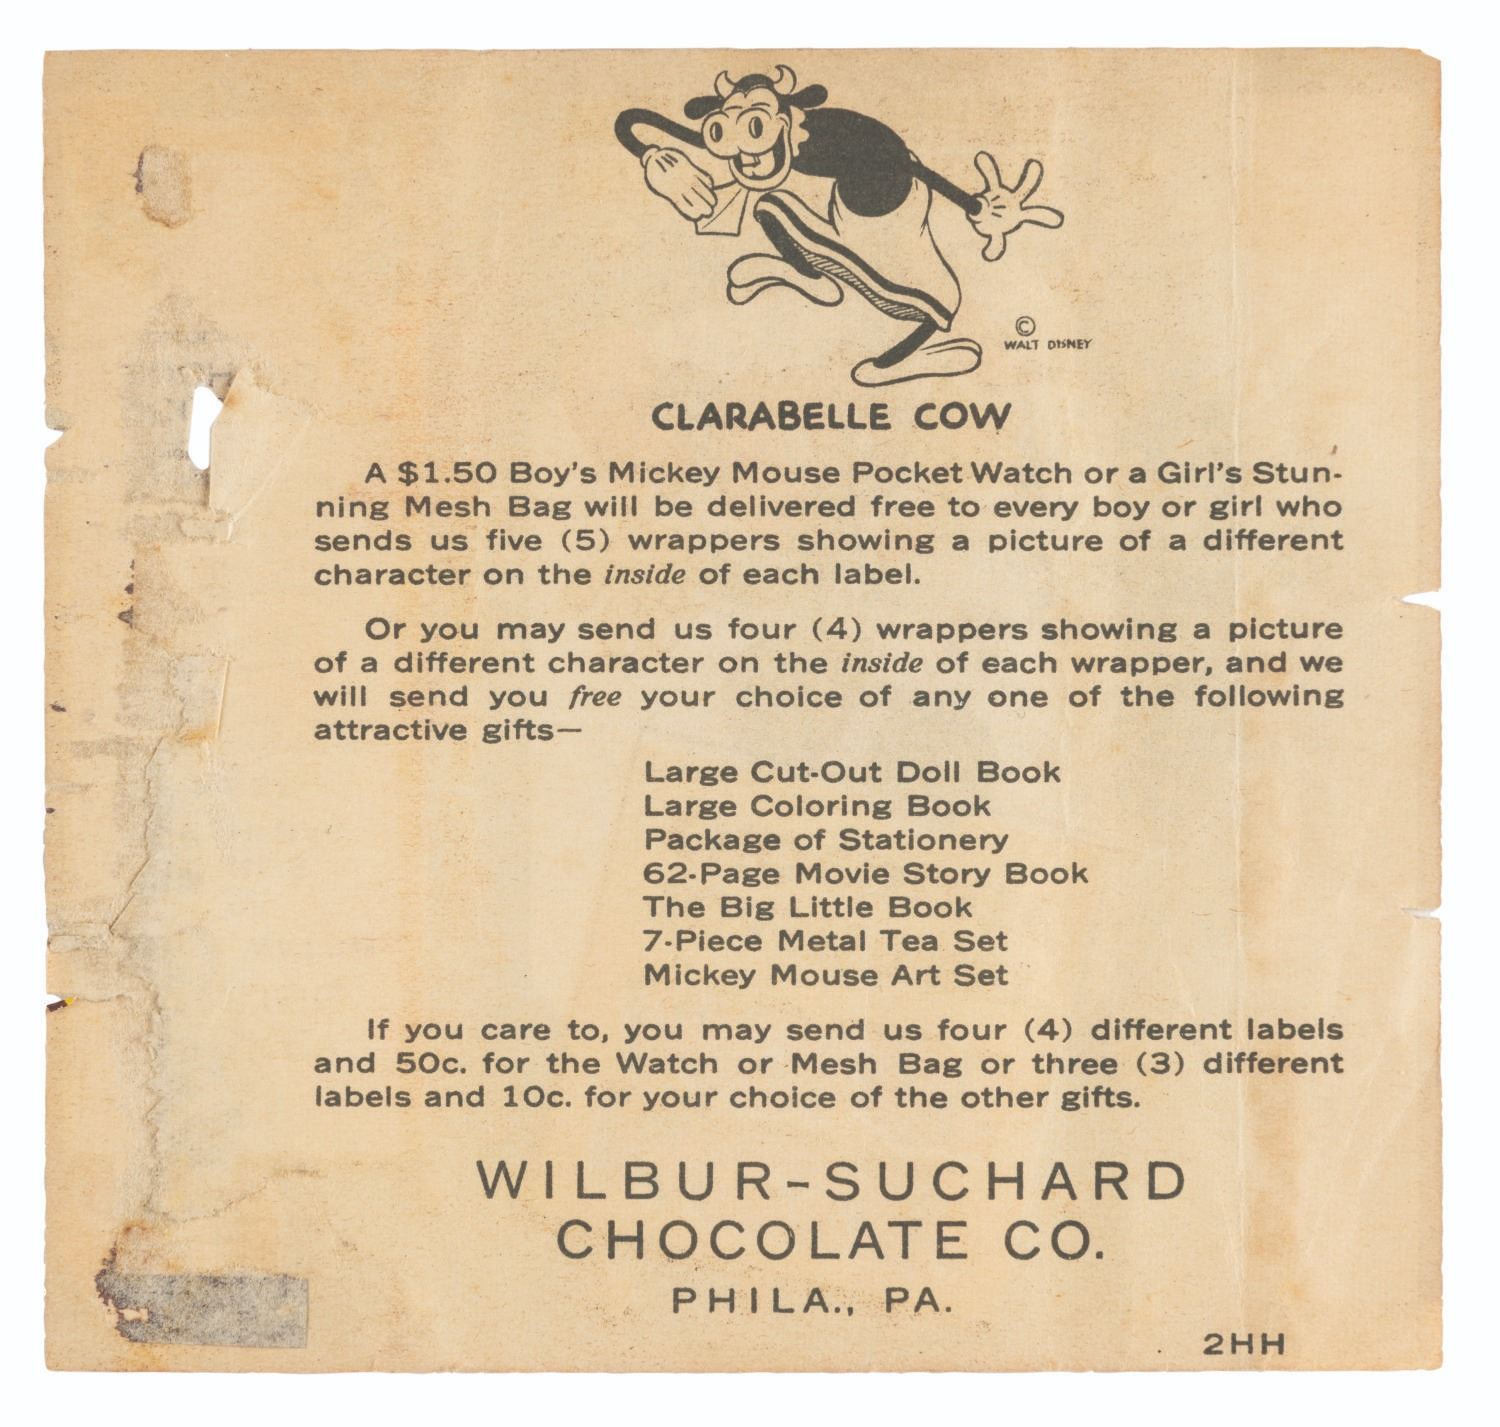 ©
WALT DISNEY
CLARABELLE COW
A $1.50 Boy's Mickey Mouse Pocket Watch or a Girl's Stun-
ning Mesh Bag will be delivered free to every boy or girl who
sends us five (5) wrappers showing a picture of a different
character on the inside of each label.
Or you may send us four (4) wrappers showing a picture
of a different character on the inside of each wrapper, and we
will send you free your choice of any one of the following
attractive gifts—
Large Cut-Out Doll Book
Large Coloring Book
Package of Stationery
62-Page Movie Story Book
The Big Little Book
7-Piece Metal Tea Set
Mickey Mouse Art Set
If you care to, you may send us four (4) different labels
and 50c. for the Watch or Mesh Bag or three (3) different
labels and 10c. for your choice of the other gifts.
WILBUR-SUCHARD
CHOCOLATE CO.
PHILA., PA.
2HH